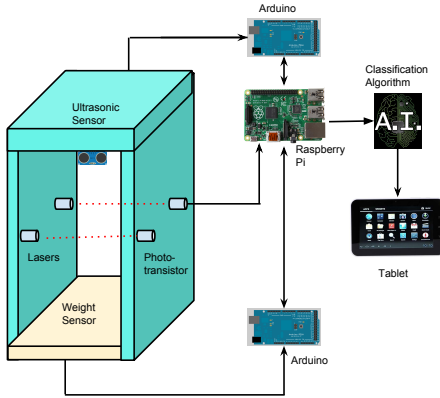 Arduino
Classification
Algorithm
Ultrasonic
Sensor
A.I.
Raspberry
Pi
Lasers
Photo-
transistor
Tablet
Weight
Sensor
Arduino